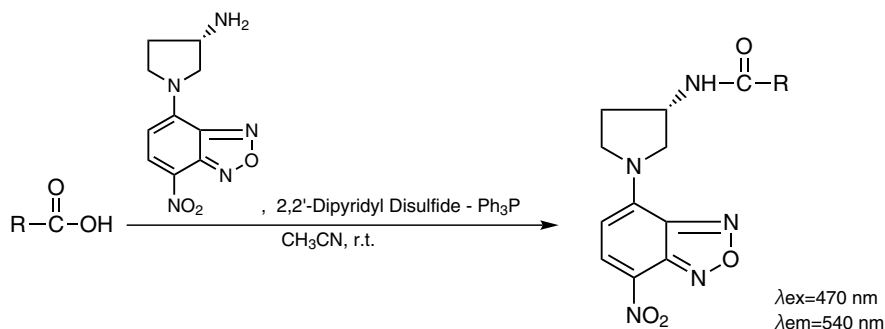 NH₂
N
N
O
N
NO₂
O
R-C-OH
, 2,2'-Dipyridyl Disulfide - Ph₃P
CH₃CN, r.t.
O
NH-C-R
N
N
O
N
NO₂
λex=470 nm
λem=540 nm